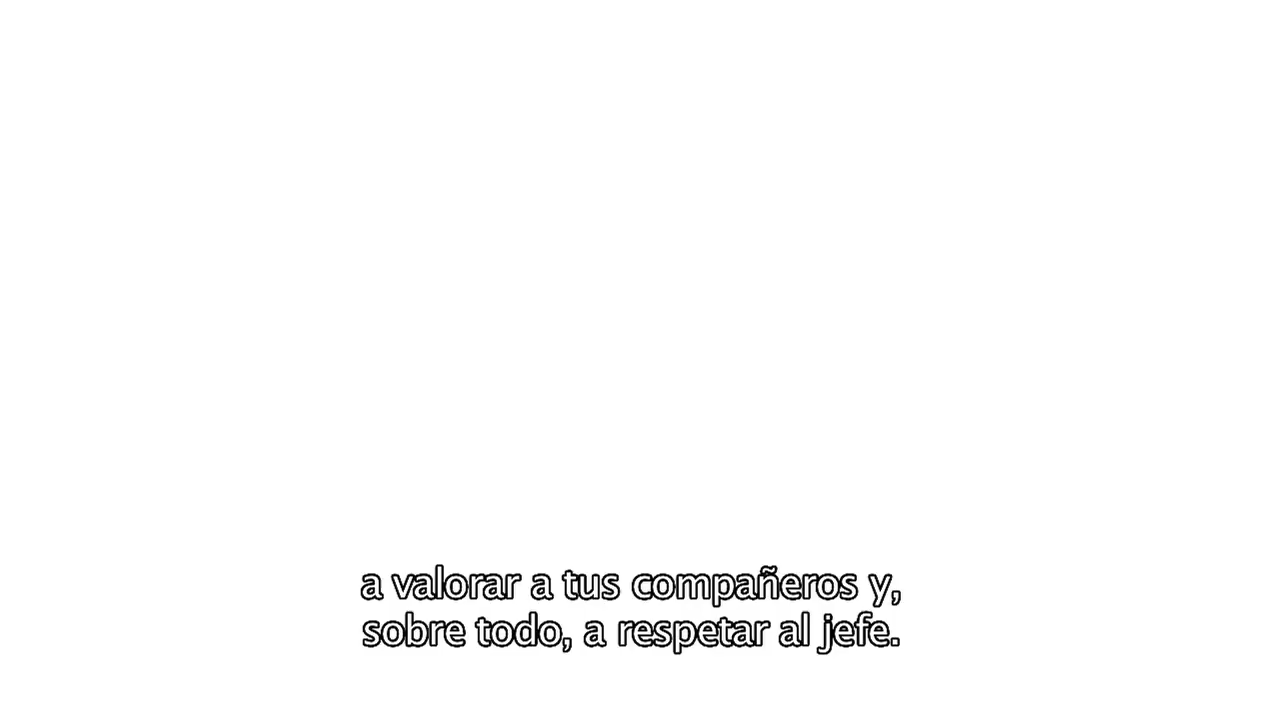 a valorar a tus compañeros y,
sobre todo, a respetar al jefe.